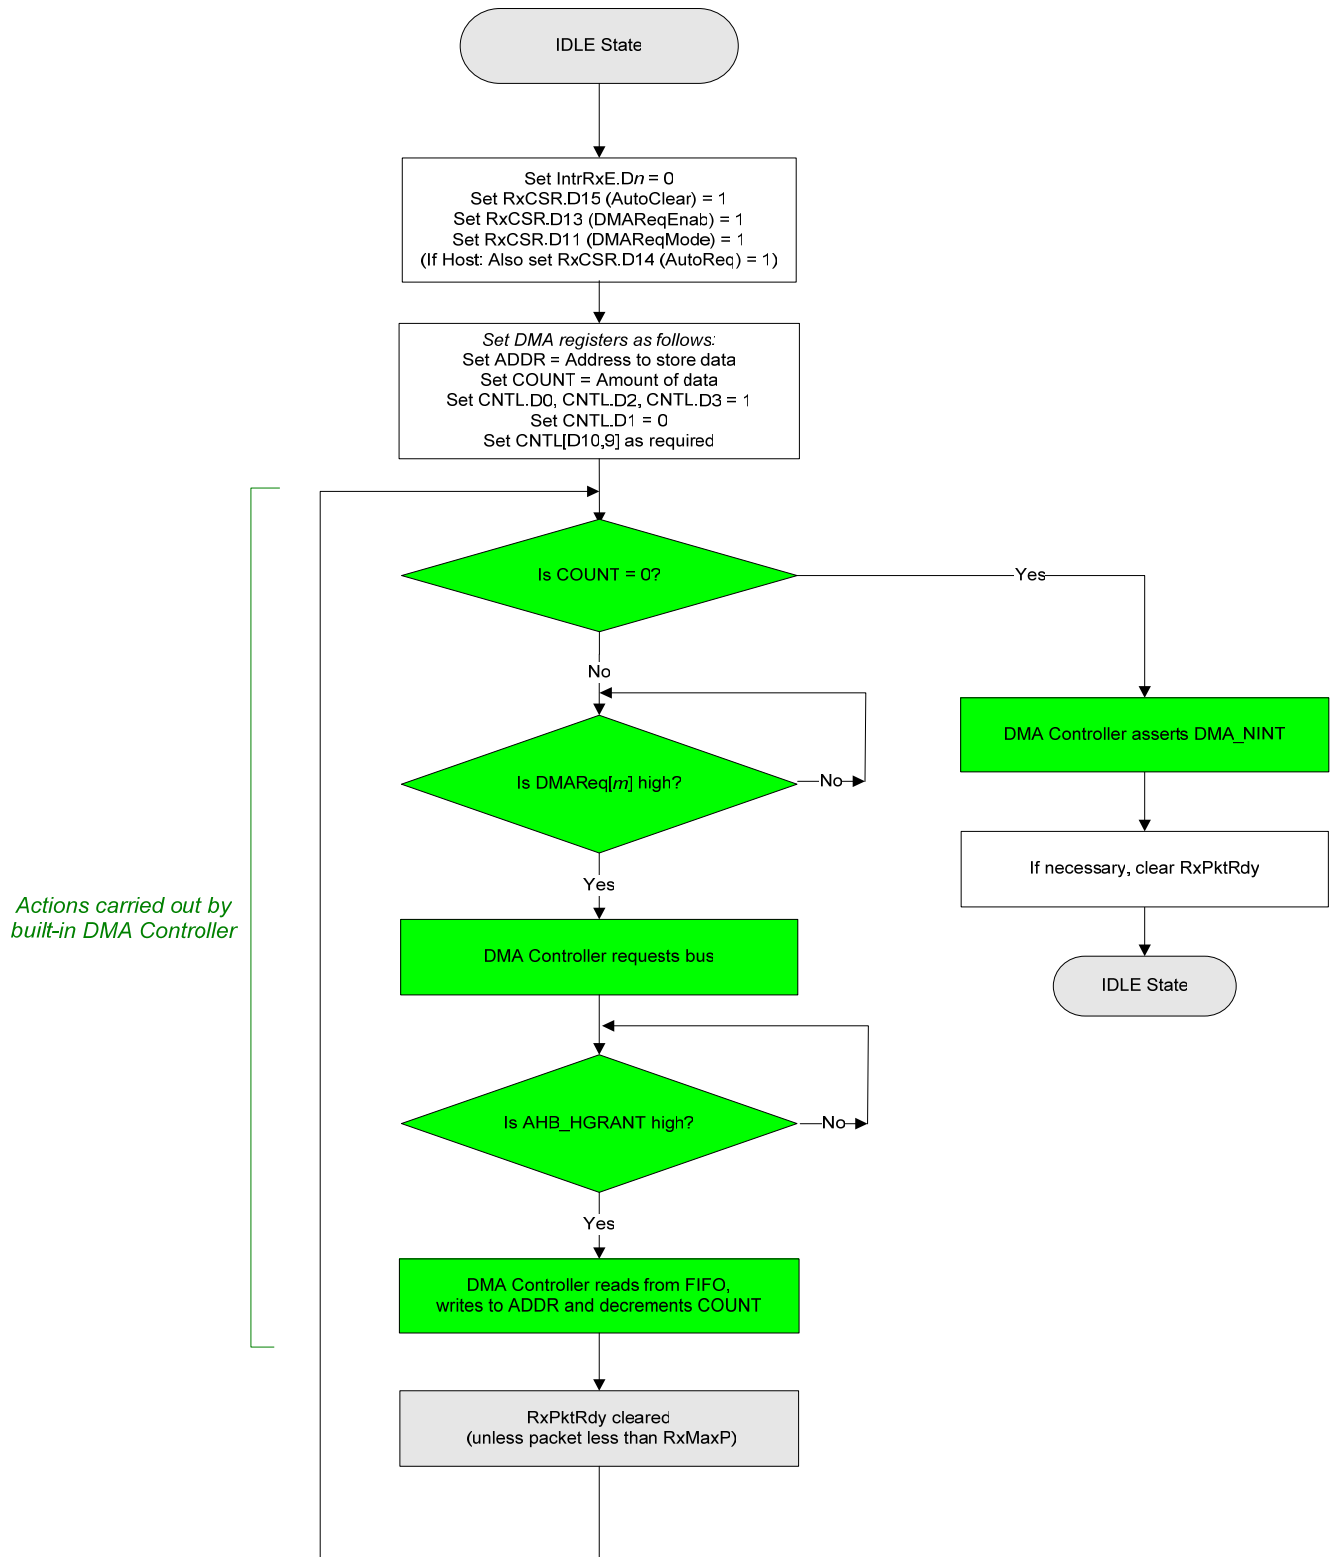 IDLE State
Set IntrRxE.Dn = 0
Set RxCSR.D15 (AutoClear) = 1
Set RxCSR.D13 (DMAReqEnab) = 1
Set RxCSR.D11 (DMAReqMode) = 1
(If Host: Also set RxCSR.D14 (AutoReq) = 1)
Set DMA registers as follows:
Set ADDR = Address to store data
Set COUNT = Amount of data
Set CNTL.D0, CNTL.D2, CNTL.D3 = 1
Set CNTL.D1 = 0
Set CNTL[D10,9] as required
Is COUNT = 0?
Yes
No
Is DMAReq[m] high?
No
Yes
DMA Controller requests bus
Is AHB_HGRANT high?
No
Yes
DMA Controller reads from FIFO,
writes to ADDR and decrements COUNT
RxPktRdy cleared
(unless packet less than RxMaxP)
DMA Controller asserts DMA_NINT
If necessary, clear RxPktRdy
IDLE State
Actions carried out by
built-in DMA Controller